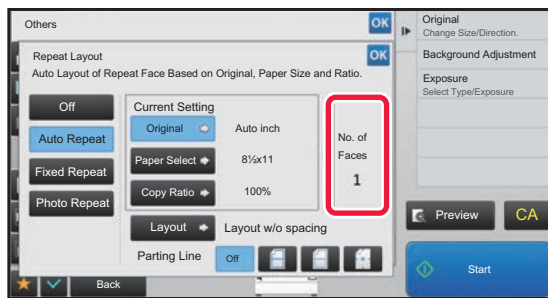 Others
OK
Repeat Layout
OK
Auto Layout of Repeat Face Based on Original, Paper Size and Ratio.
Off
Auto Repeat
Fixed Repeat
Photo Repeat
Current Setting
Original
Auto inch
Paper Select
8½x11
Copy Ratio
100%
Layout
Layout w/o spacing
Parting Line
Off
No. of
Faces
1
Back
Original
Change Size/Direction.
Background Adjustment
Exposure
Select Type/Exposure
Preview
CA
Start